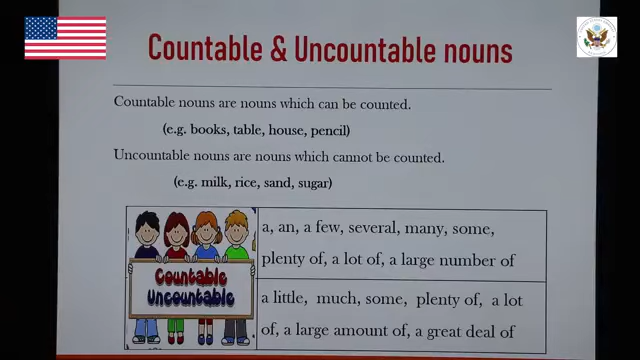 Countable & Uncountable nouns
Countable nouns are nouns which can be counted.
(e.g. books, table, house, pencil)
Uncountable nouns are nouns which cannot be counted.
(e.g. milk, rice, sand, sugar)
Countable
Uncountable
a, an, a few, several, many, some,
plenty of, a lot of, a large number of
a little, much, some, plenty of, a lot
of, a large amount of, a great deal of